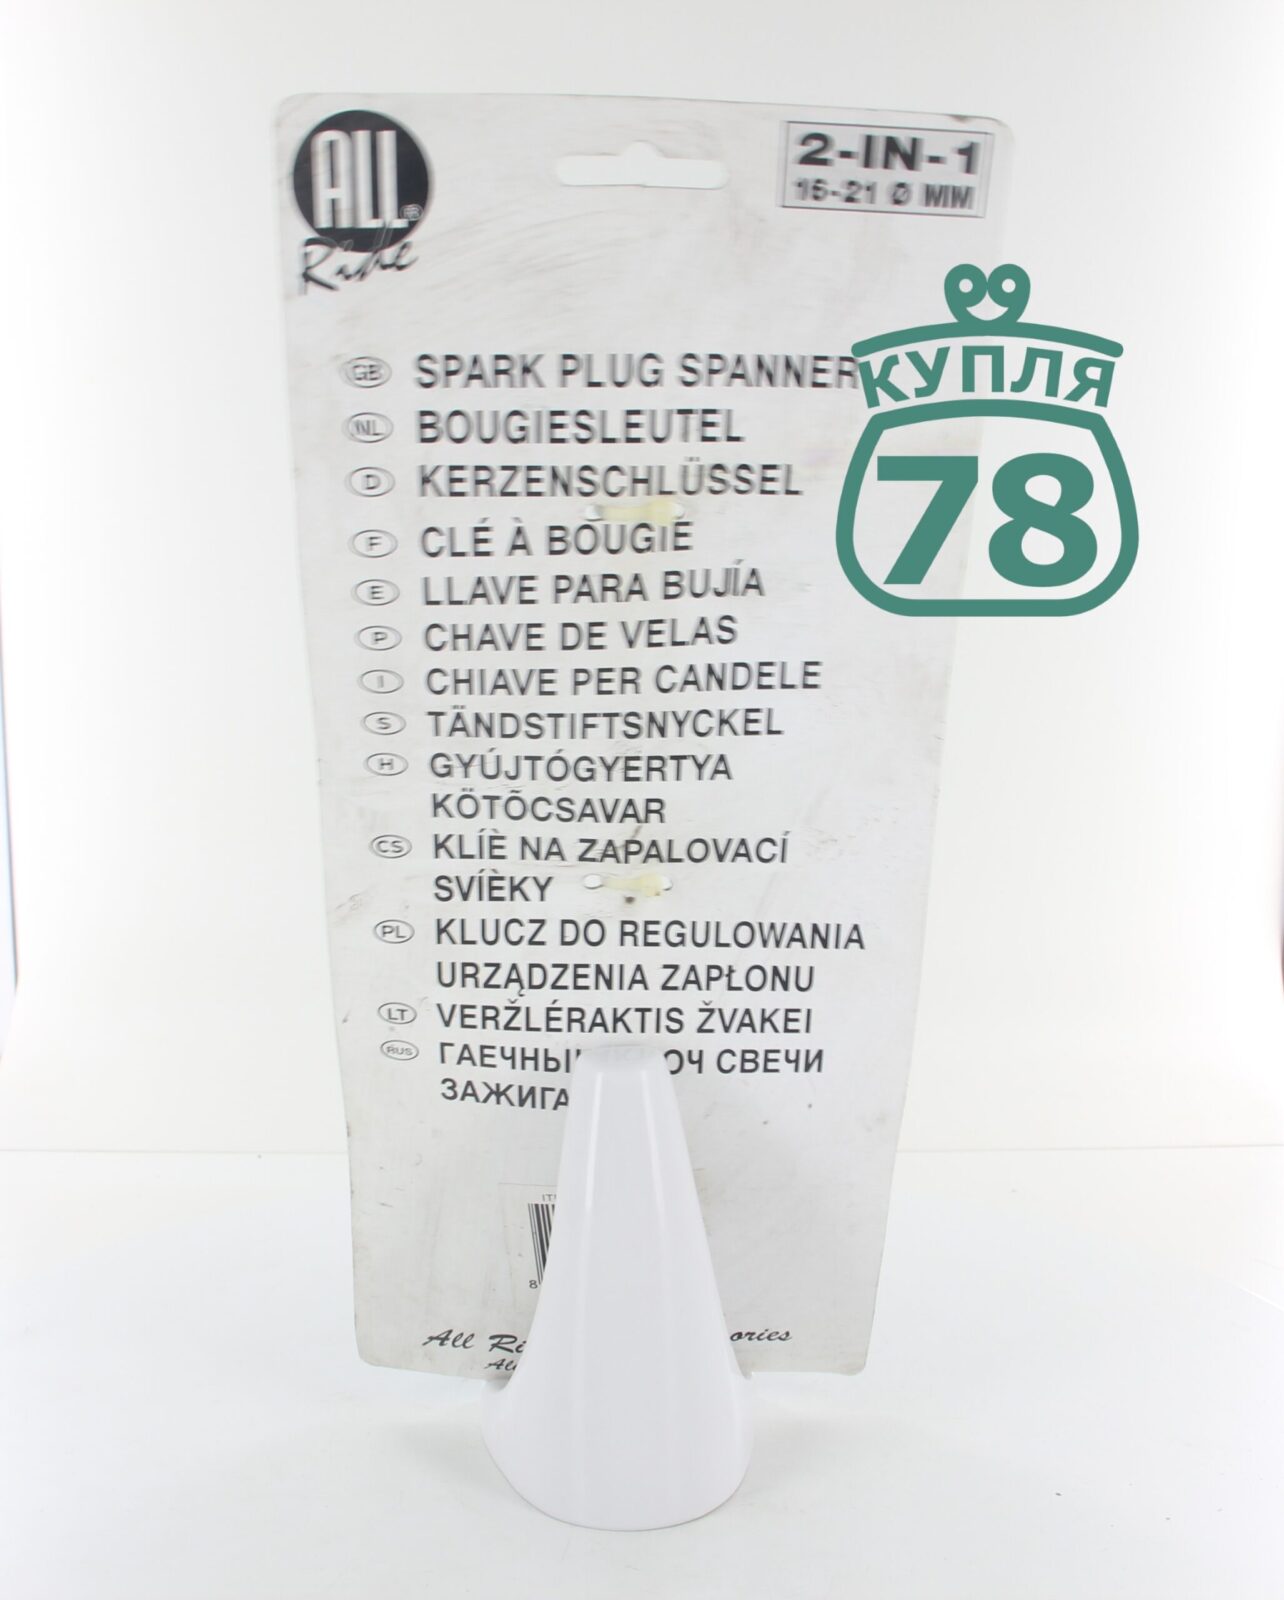 ALL
Ride
2-IN-1
16-21 Ø MM
КУПЛЯ
78
GB SPARK PLUG SPANNER
NL BOUGIESLEUTEL
D KERZENSCHLÜSSEL
F CLÉ À BOUGIE
E LLAVE PARA BUJÍA
P CHAVE DE VELAS
I CHIAVE PER CANDELE
S TÄNDSTIFTSNYCKEL
H GYÚJTÓGYERTYA
KÖTÕCSAVAR
CS KLÍÈ NA ZAPALOVACÍ
SVÍÈKY
PL KLUCZ DO REGULOWANIA
URZĄDZENIA ZAPŁONU
LT VERŽLÉRAKTIS ŽVAKEI
RUS СВЕЧИ
All